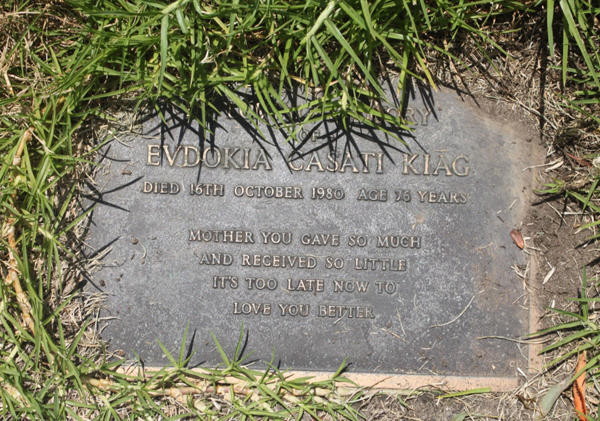 EVDOKIA CASATI KIAG
DIED 16TH OCTOBER 1980 AGE 76 YEARS
MOTHER YOU GAVE SO MUCH
AND RECEIVED SO LITTLE
IT'S TOO LATE NOW TO
LOVE YOU BETTER